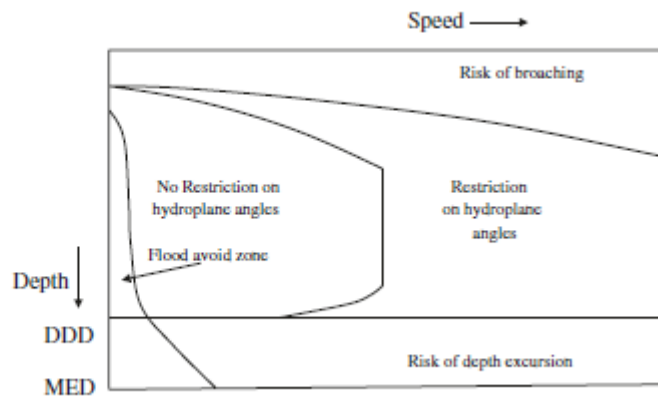 Speed
Risk of broaching
No Restriction on
hydroplane angles
Restriction
on hydroplane
angles
Flood avoid zone
Depth
DDD
Risk of depth excursion
MED